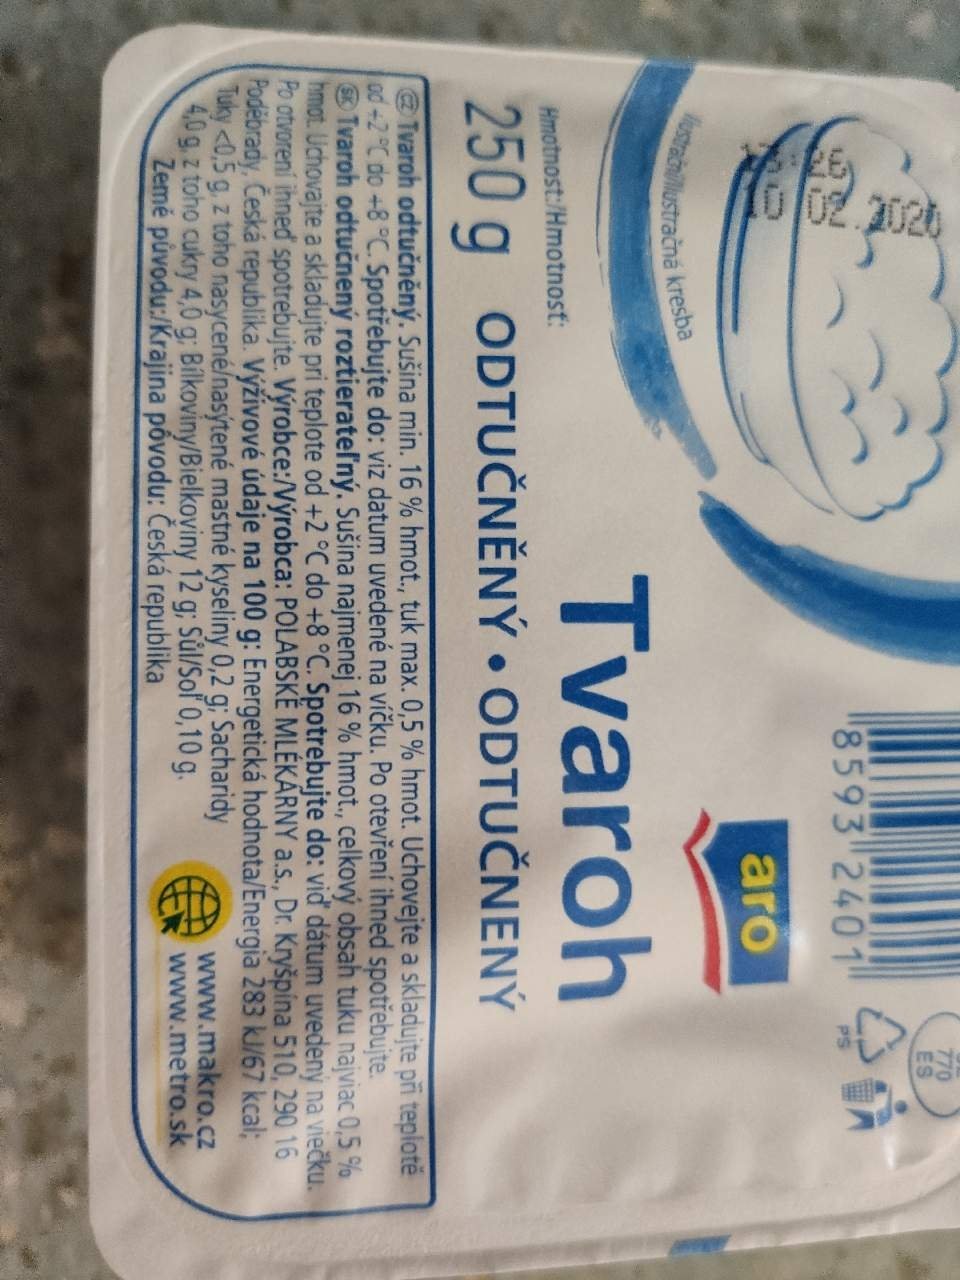 8593 2401
770
ES
PS
aro
26
10 02.2020
Ilustrační/Ilustračná kresba
Tvaroh
Hmotnost:/Hmotnosť:
250 g ODTUČNĚNÝ • ODTUČNENÝ
CZ Tvaroh odtučněný. Sušina min. 16 % hmot., tuk max. 0,5 % hmot. Uchovejte a skladujte při teplotě
od +2 °C do +8 °C. Spotřebujte do: viz datum uvedené na víčku. Po otevření ihned spotřebujte.
SK Tvaroh odtučnený roztierateľný. Sušina najmenej 16 % hmot., celkový obsah tuku najviac 0,5 %
hmot. Uchovajte a skladujte pri teplote od +2 °C do +8 °C. Spotrebujte do: viď dátum uvedený na viečku.
Po otvorení ihneď spotrebujte. Výrobce:/Výrobca: POLABSKÉ MLÉKÁRNY a.s., Dr. Kryšpína 510, 290 16
Poděbrady, Česká republika. Výživové údaje na 100 g: Energetická hodnota/Energia 283 kJ/67 kcal;
Tuky <0,5 g, z toho nasycené/nasýtené mastné kyseliny 0,2 g; Sacharidy
4,0 g, z toho cukry 4,0 g; Bílkoviny/Bielkoviny 12 g; Sůl/Soľ 0,10 g.
Země původu:/Krajina pôvodu: Česká republika
www.makro.cz
www.metro.sk